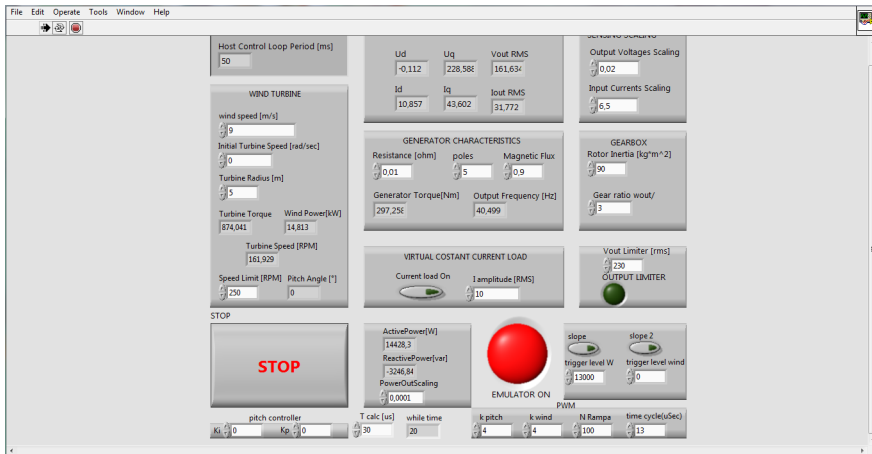 File Edit Operate Tools Window Help
Host Control Loop Period [ms]
50
WIND TURBINE
wind speed [m/s]
9
Initial Turbine Speed [rad/sec]
0
Turbine Radius [m]
5
Turbine Torque Wind Power[kW]
874,041 14,813
Turbine Speed [RPM]
161,929
Speed Limit [RPM] Pitch Angle [°]
250 0
Ud Uq Vout RMS
-0,112 228,588 161,634
Id Iq Iout RMS
10,857 43,602 31,772
GENERATOR CHARACTERISTICS
Resistance [ohm] poles Magnetic Flux
0,01 5 0,9
Generator Torque[Nm] Output Frequency [Hz]
297,258 40,499
VIRTUAL COSTANT CURRENT LOAD
Current load On I amplitude [RMS]
10
SENSING SCALING
Output Voltages Scaling
0,02
Input Currents Scaling
6,5
GEARBOX
Rotor Inertia [kg*m^2]
90
Gear ratio wout/
3
Vout Limiter [rms]
230
OUTPUT LIMITER
STOP
STOP
ActivePower[W]
14428,3
ReactivePower[var]
-3246,84
PowerOutScaling
0,0001
EMULATOR ON
slope slope 2
trigger level W trigger level wind
13000 0
pitch controller
Ki 0 Kp 0
T calc [us] while time
30 20
PWM
k pitch k wind N Rampa time cycle(uSec)
4 4 100 13